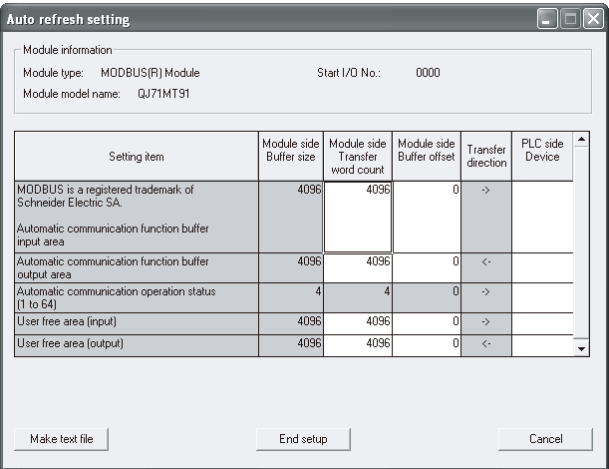 Auto refresh setting
Module information
Module type: MODBUS(R) Module Start I/O No.: 0000
Module model name: QJ71MT91
Setting item
Module side
Buffer size
Module side
Transfer
word count
Module side
Buffer offset
Transfer
direction
PLC side
Device
MODBUS is a registered trademark of
Schneider Electric SA.
Automatic communication function buffer
input area
4096 4096 0 ->
Automatic communication function buffer
output area
4096 4096 0 <-
Automatic communication operation status
(1 to 64)
4 4 0 ->
User free area (input) 4096 4096 0 ->
User free area (output) 4096 4096 0 <-
Make text file End setup Cancel